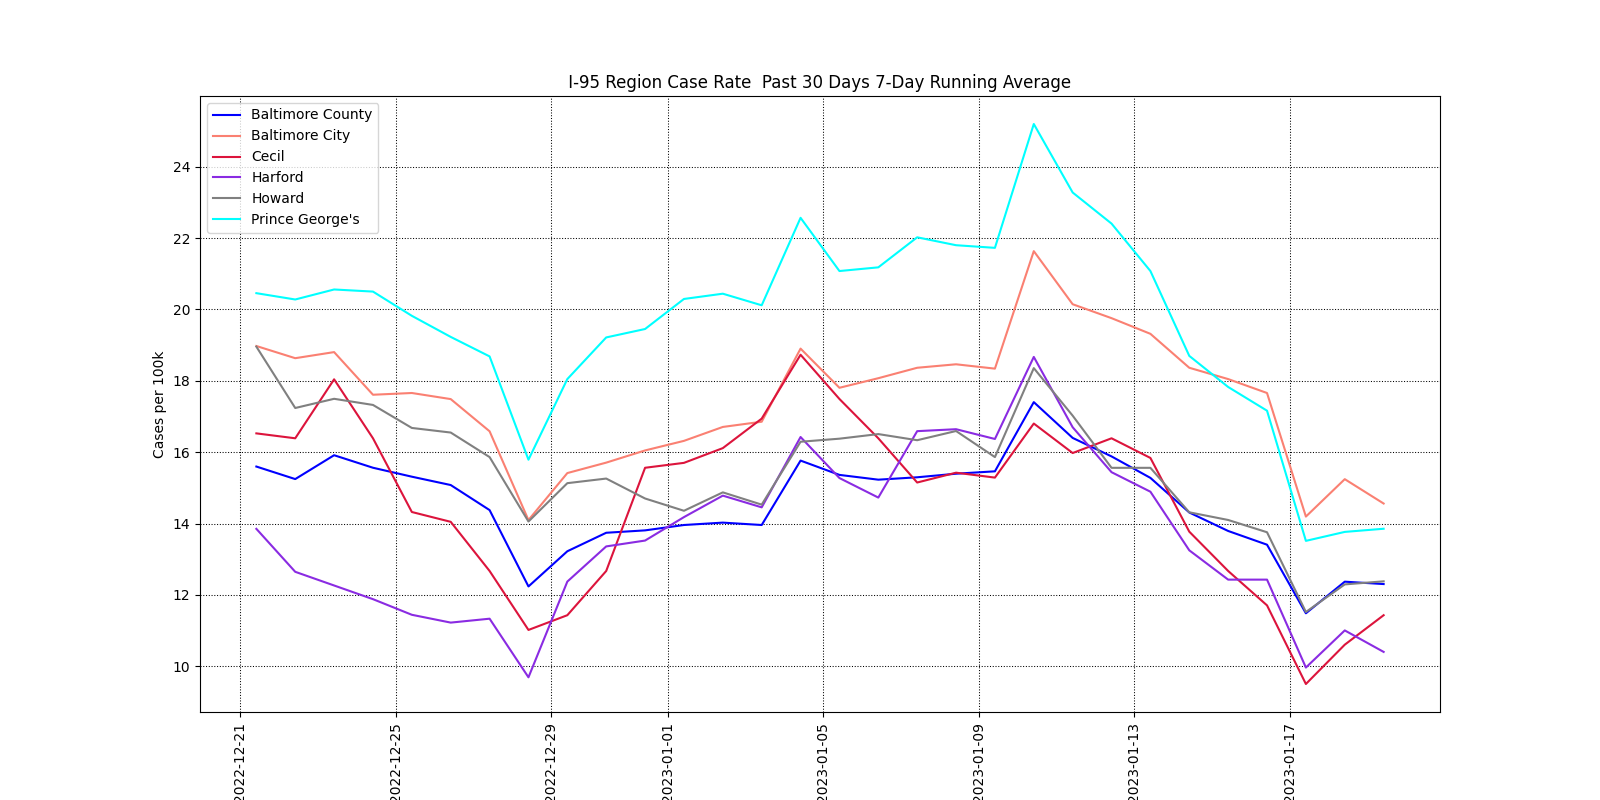 I-95 Region Case Rate  Past 30 Days 7-Day Running Average
Baltimore County
Baltimore City
Cecil
Harford
Howard
Prince George's
Cases per 100k
24
22
20
18
16
14
12
10
2022-12-21
2022-12-25
2022-12-29
2023-01-01
2023-01-05
2023-01-09
2023-01-13
2023-01-17